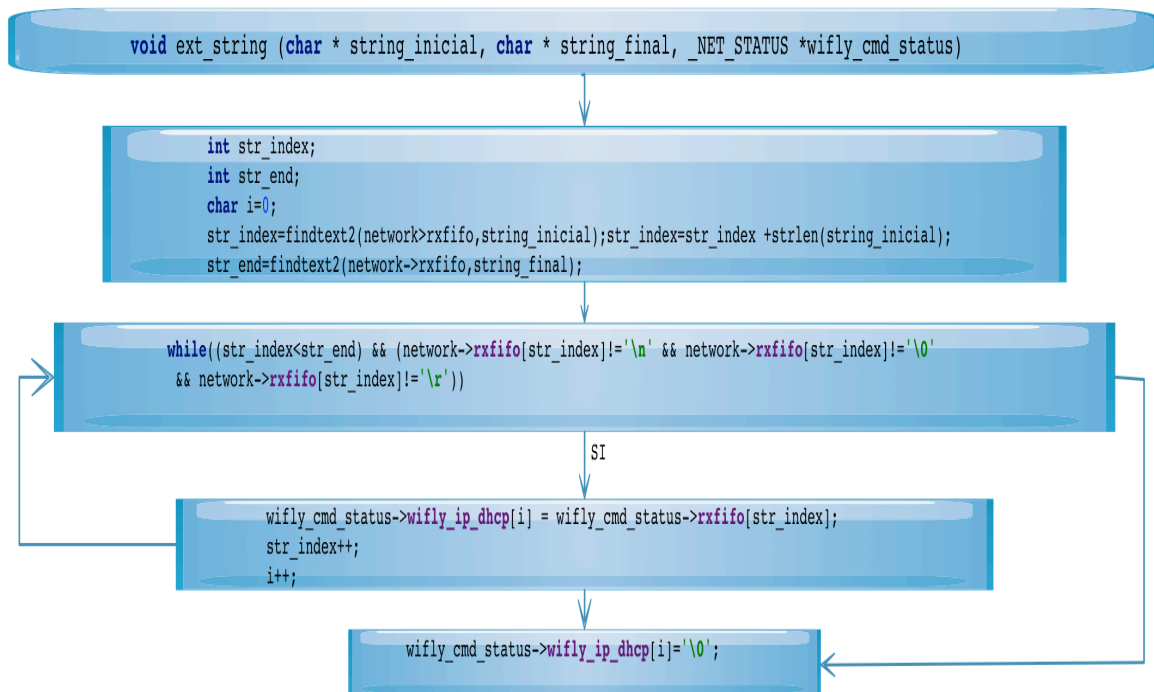 void ext_string (char * string_inicial, char * string_final, _NET_STATUS *wifly_cmd_status)
int str_index;
int str_end;
char i=0;
str_index=findtext2(network>rxfifo,string_inicial);str_index=str_index +strlen(string_inicial);
str_end=findtext2(network->rxfifo,string_final);
while((str_index<str_end) && (network->rxfifo[str_index]!='\n' && network->rxfifo[str_index]!='\0'
&& network->rxfifo[str_index]!='\r'))
SI
wifly_cmd_status->wifly_ip_dhcp[i] = wifly_cmd_status->rxfifo[str_index];
str_index++;
i++;
wifly_cmd_status->wifly_ip_dhcp[i]='\0';